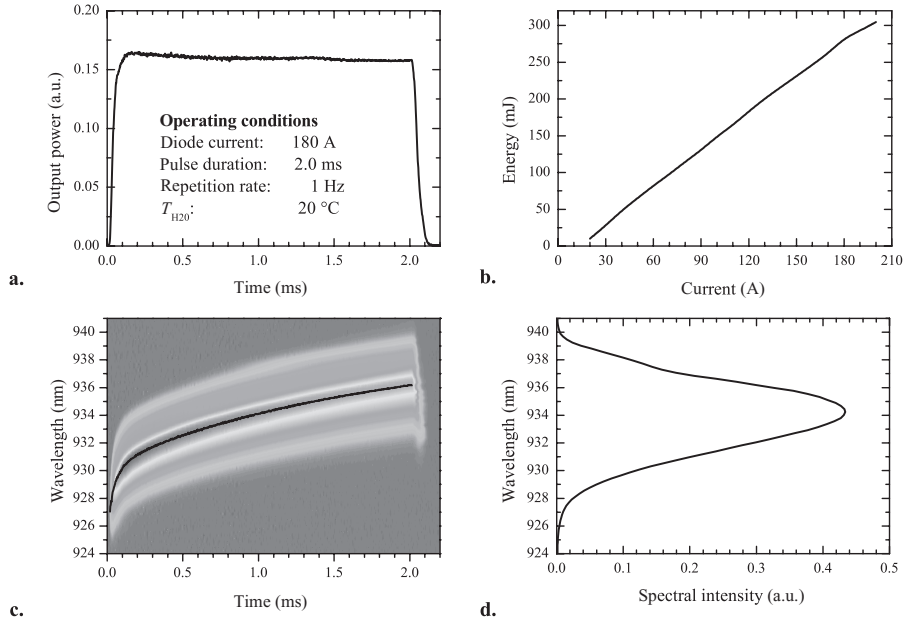 0.20
0.15
0.10
0.05
0.00
Output power (a.u.)
Operating conditions
Diode current: 180 A
Pulse duration: 2.0 ms
Repetition rate: 1 Hz
T_H20: 20 °C
0.0 0.5 1.0 1.5 2.0
Time (ms)
a.
300
250
200
150
100
50
0
Energy (mJ)
0 30 60 90 120 150 180 210
Current (A)
b.
940
938
936
934
932
930
928
926
924
Wavelength (nm)
0.0 0.5 1.0 1.5 2.0
Time (ms)
c.
940
938
936
934
932
930
928
926
924
Wavelength (nm)
0.0 0.1 0.2 0.3 0.4 0.5
Spectral intensity (a.u.)
d.